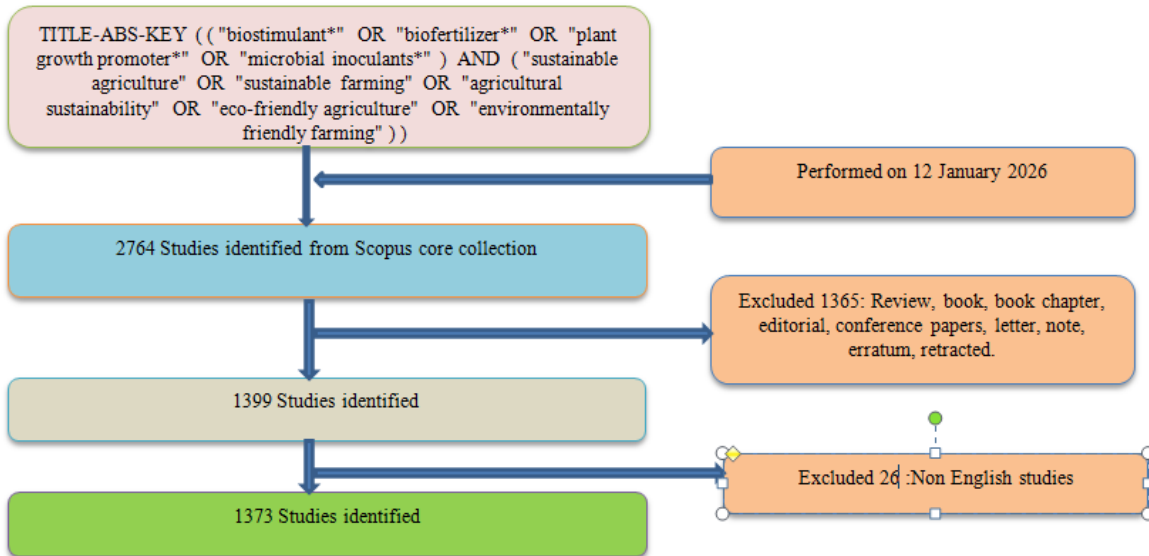 TITLE-ABS-KEY ( ( "biostimulant*" OR "biofertilizer*" OR "plant
growth promoter*" OR "microbial inoculants*" ) AND ( "sustainable
agriculture" OR "sustainable farming" OR "agricultural
sustainability" OR "eco-friendly agriculture" OR "environmentally
friendly farming" ) )
Performed on 12 January 2026
2764 Studies identified from Scopus core collection
Excluded 1365: Review, book, book chapter,
editorial, conference papers, letter, note,
erratum, retracted.
1399 Studies identified
Excluded 26 :Non English studies
1373 Studies identified